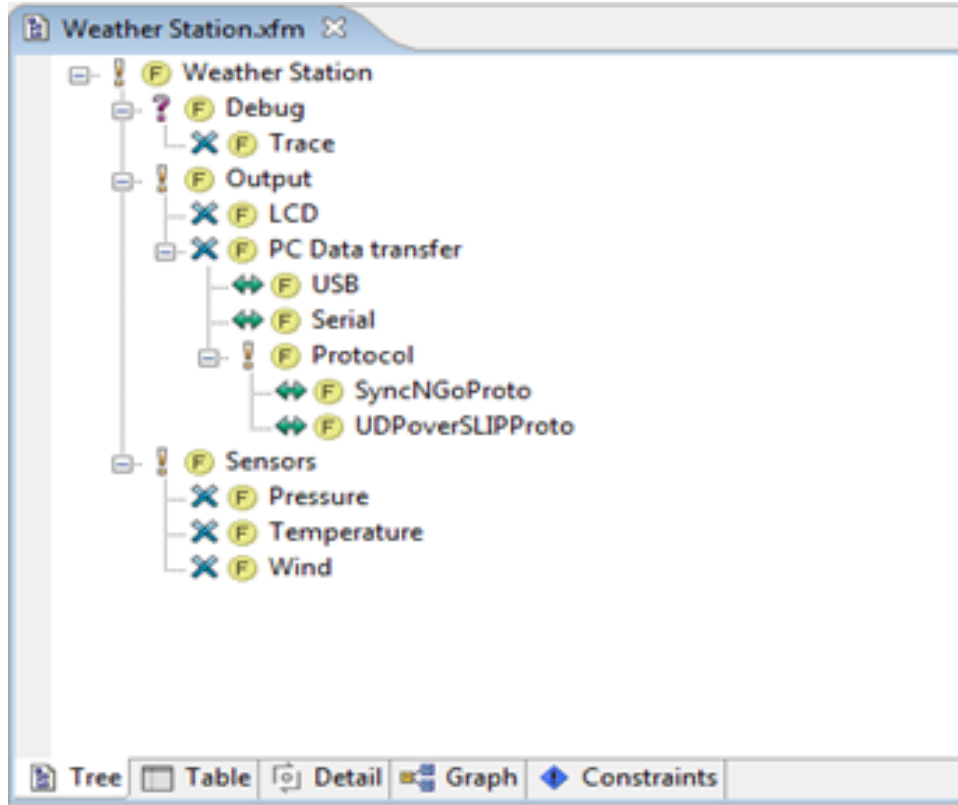 Weather Station.xfm
! F Weather Station
? F Debug
F Trace
! F Output
F LCD
F PC Data transfer
F USB
F Serial
! F Protocol
F SyncNGoProto
F UDPoverSLIPProto
! F Sensors
F Pressure
F Temperature
F Wind
Tree Table Detail Graph Constraints